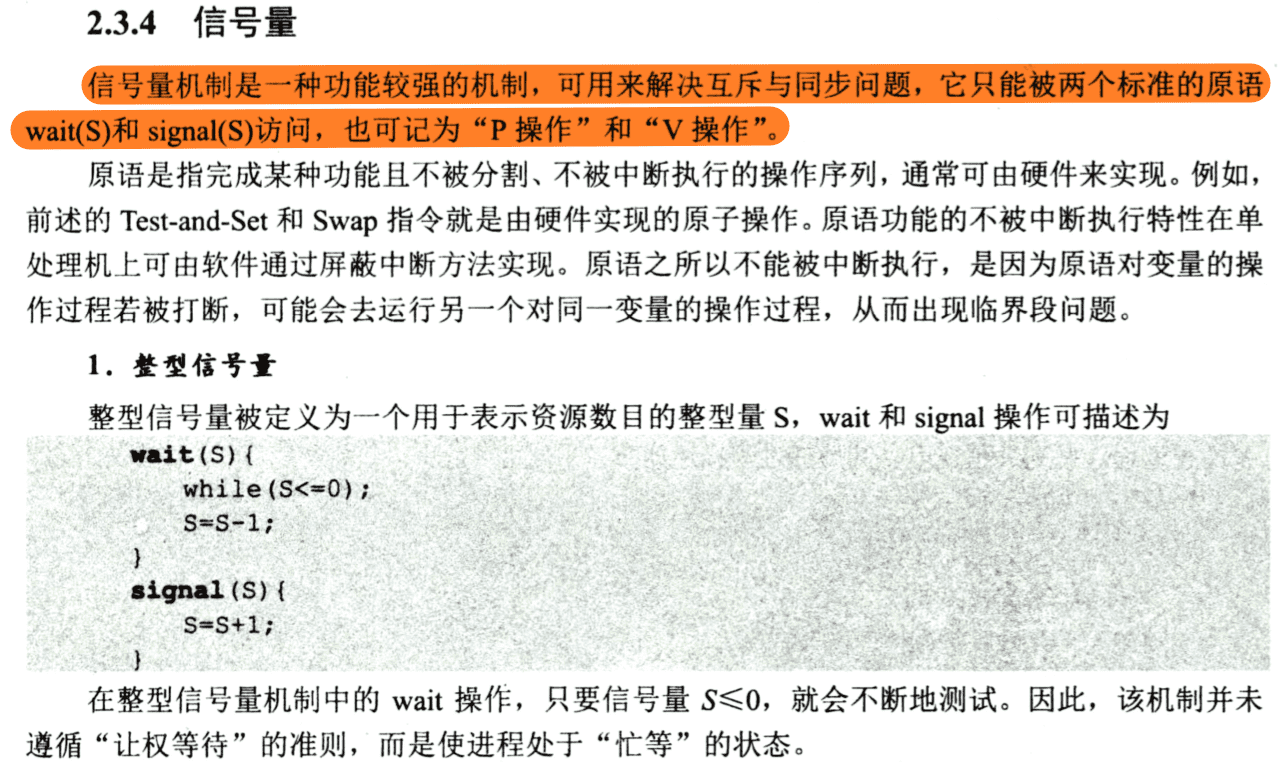 2.3.4 信号量
信号量机制是一种功能较强的机制，可用来解决互斥与同步问题，它只能被两个标准的原语
wait(S)和 signal(S)访问，也可记为“P 操作”和“V 操作”。
原语是指完成某种功能且不被分割、不被中断执行的操作序列，通常可由硬件来实现。例如，
前述的 Test-and-Set 和 Swap 指令就是由硬件实现的原子操作。原语功能的不被中断执行特性在单
处理机上可由软件通过屏蔽中断方法实现。原语之所以不能被中断执行，是因为原语对变量的操
作过程若被打断，可能会去运行另一个对同一变量的操作过程，从而出现临界段问题。
1．整型信号量
整型信号量被定义为一个用于表示资源数目的整型量 S，wait 和 signal 操作可描述为
wait(S){
while(S<=0);
S=S-1;
}
signal(S){
S=S+1;
}
在整型信号量机制中的 wait 操作，只要信号量 S≤0，就会不断地测试。因此，该机制并未
遵循“让权等待”的准则，而是使进程处于“忙等”的状态。